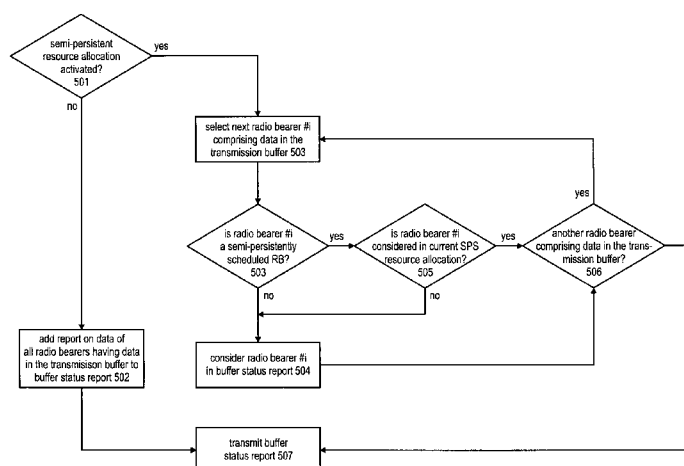 semi-persistent
resource allocation
activated?
501
yes
no
select next radio bearer #i
comprising data in the
transmission buffer 503
yes
is radio bearer #i
a semi-persistently
scheduled RB?
503
yes
no
is radio bearer #i
considered in current SPS
resource allocation?
505
yes
no
another radio bearer
comprising data in the trans-
mission buffer?
506
add report on data of
all radio bearers having data
in the transmisison buffer to
buffer status report 502
consider radio bearer #i
in buffer status report 504
transmit buffer
status report 507